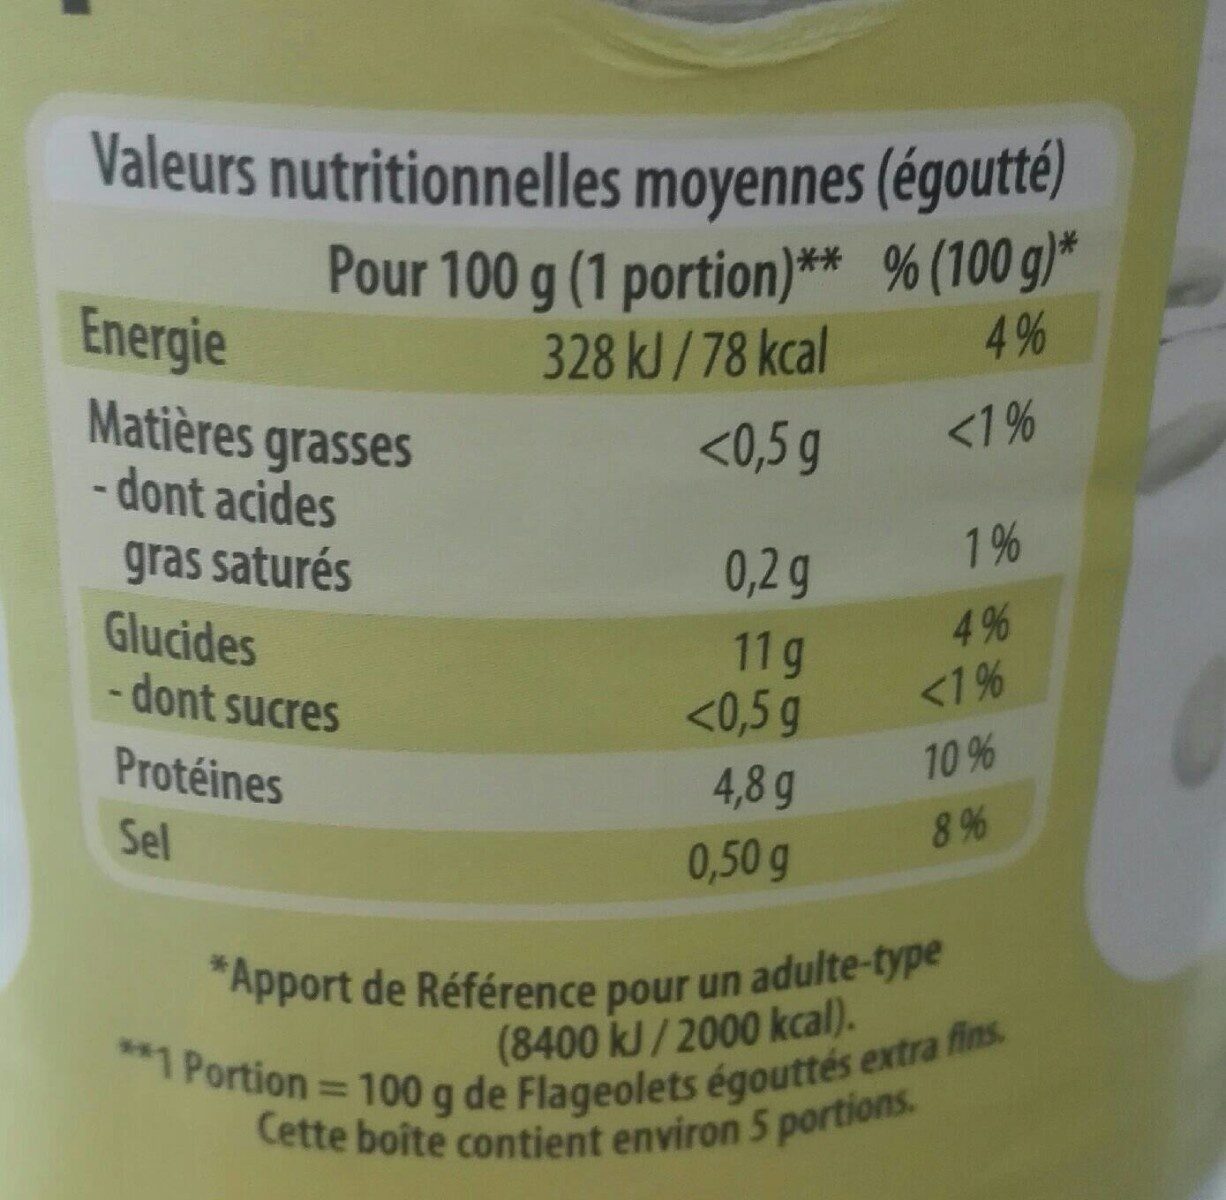 Valeurs nutritionnelles moyennes (égoutté)
Pour 100 g (1 portion)** % (100 g)*
Energie 328 kJ / 78 kcal 4 %
Matières grasses <0,5 g <1 %
- dont acides
gras saturés 0,2 g 1 %
Glucides 11 g 4 %
- dont sucres <0,5 g <1 %
Protéines 4,8 g 10 %
Sel 0,50 g 8 %
*Apport de Référence pour un adulte-type
(8400 kJ / 2000 kcal).
**1 Portion = 100 g de Flageolets égouttés extra fins.
Cette boîte contient environ 5 portions.